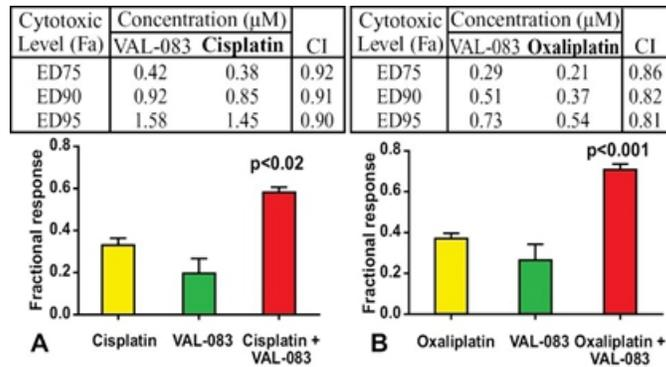 Cytotoxic Level (Fa) | Concentration (µM) | CI
VAL-083 | Cisplatin
ED75 0.42 0.38 0.92
ED90 0.92 0.85 0.91
ED95 1.58 1.45 0.90
Cytotoxic Level (Fa) | Concentration (µM) | CI
VAL-083 | Oxaliplatin
ED75 0.29 0.21 0.86
ED90 0.51 0.37 0.82
ED95 0.73 0.54 0.81
Fractional response
0.8
0.6
0.4
0.2
0.0
p<0.02
Cisplatin
VAL-083
Cisplatin +
VAL-083
A
Fractional response
0.8
0.6
0.4
0.2
0.0
p<0.001
Oxaliplatin
VAL-083
Oxaliplatin +
VAL-083
B